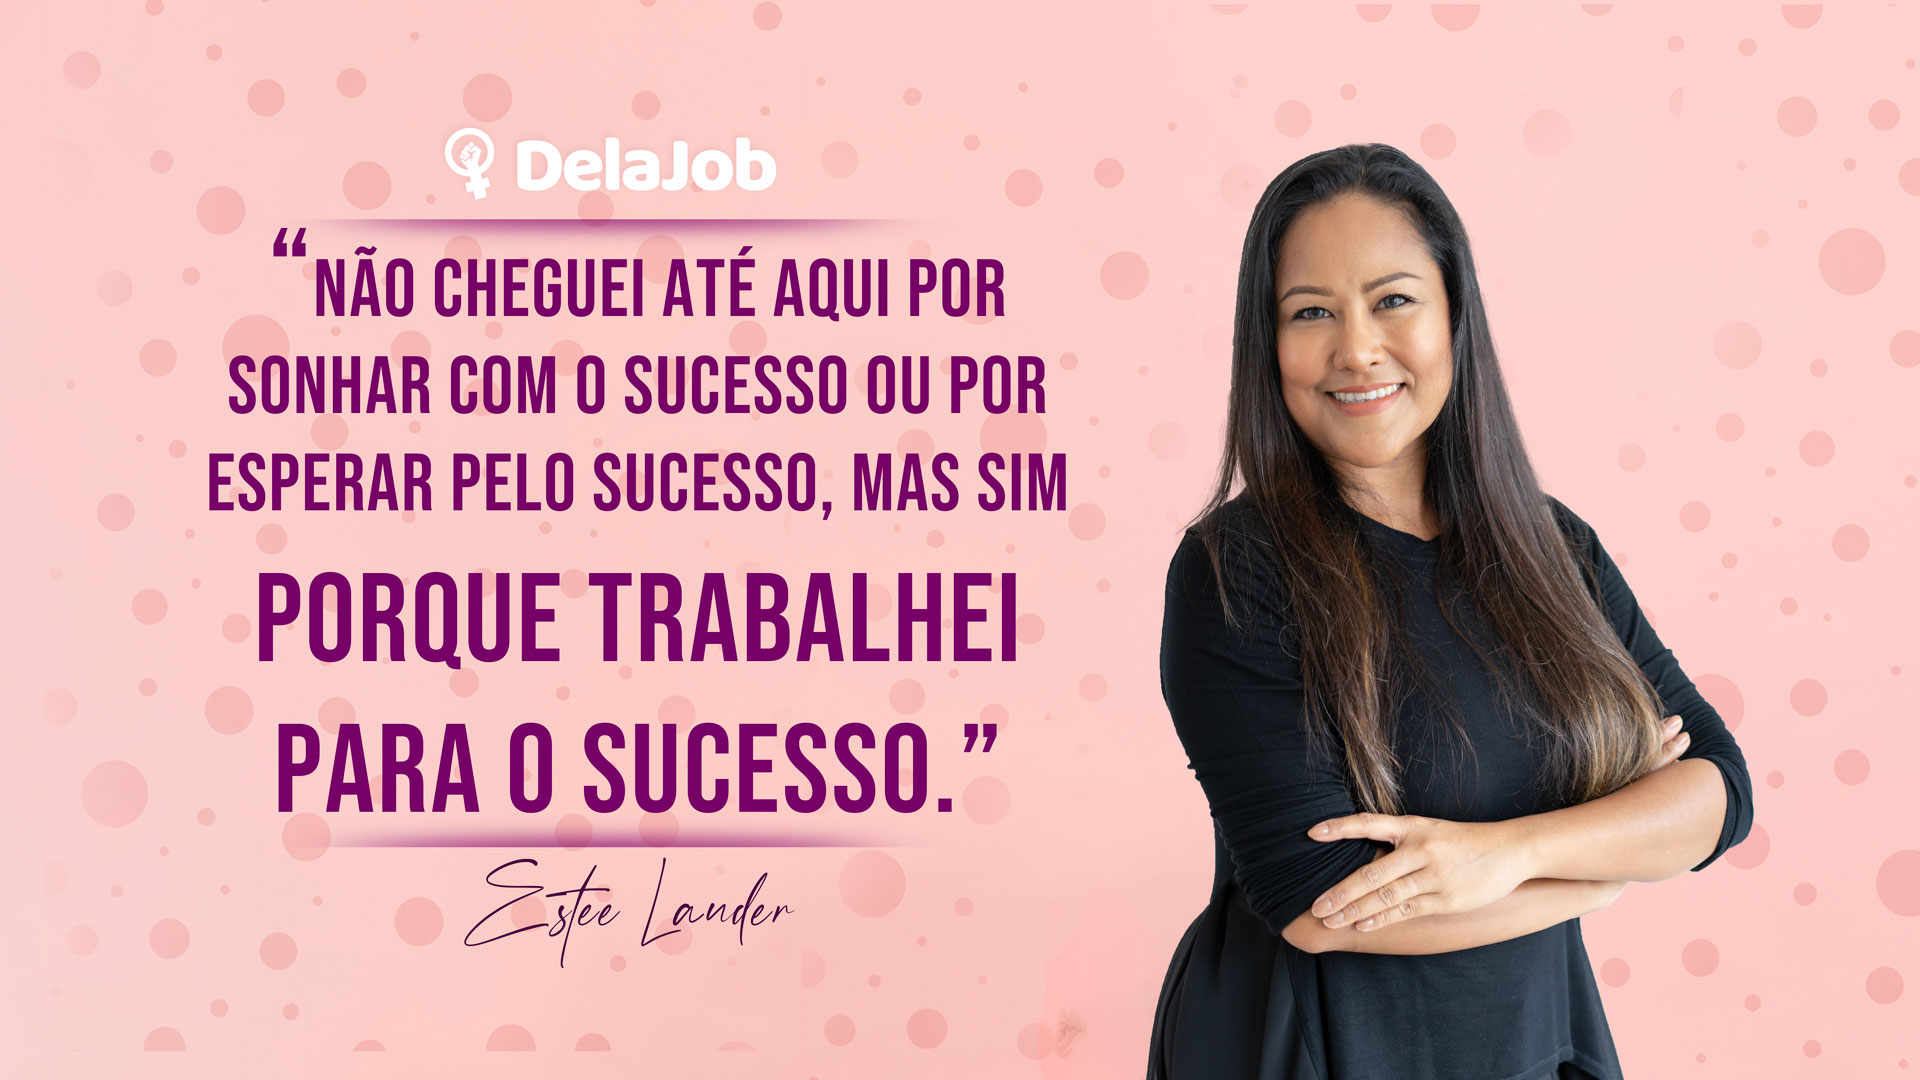 DelaJob
“NÃO CHEGUEI ATÉ AQUI POR
SONHAR COM O SUCESSO OU POR
ESPERAR PELO SUCESSO, MAS SIM
PORQUE TRABALHEI
PARA O SUCESSO.”
Estee Lauder